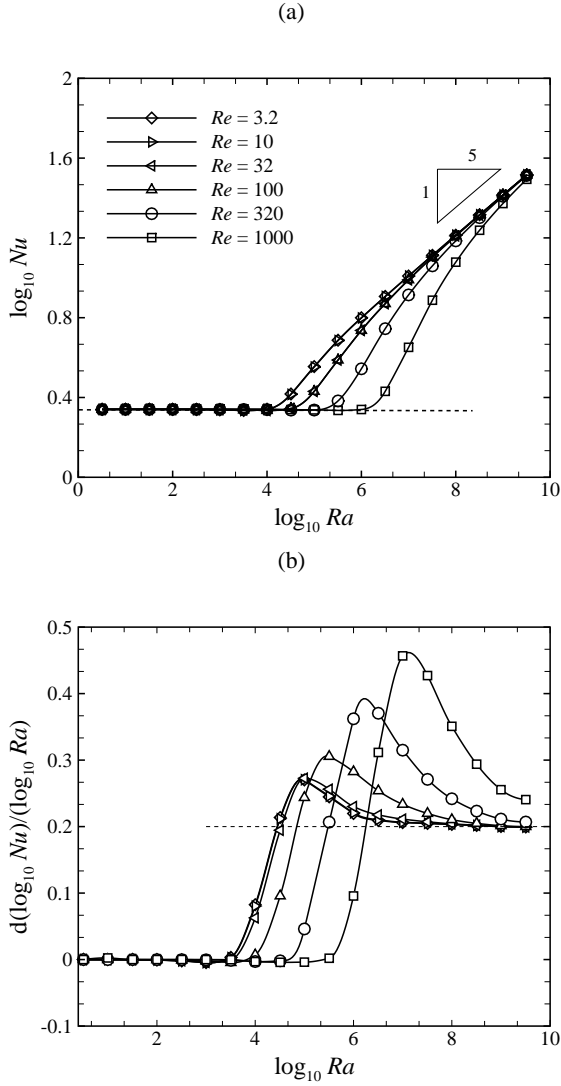 (a)
2
1.6
1.2
0.8
0.4
0
log10 Nu
Re = 3.2
Re = 10
Re = 32
Re = 100
Re = 320
Re = 1000
5
1
0 2 4 6 8 10
log10 Ra
(b)
0.5
0.4
0.3
0.2
0.1
0
-0.1
d(log10 Nu)/(log10 Ra)
2 4 6 8 10
log10 Ra